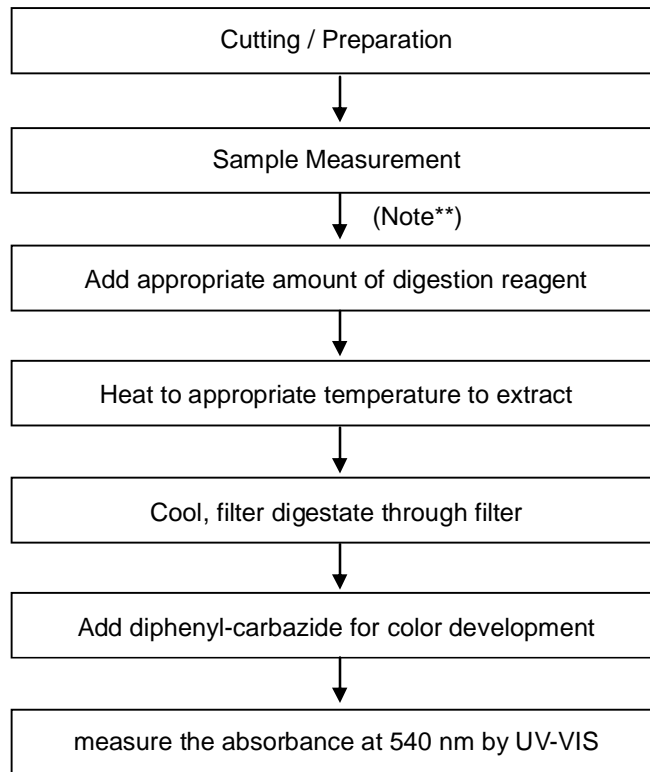 Cutting / Preparation
Sample Measurement
(Note**)
Add appropriate amount of digestion reagent
Heat to appropriate temperature to extract
Cool, filter digestate through filter
Add diphenyl-carbazide for color development
measure the absorbance at 540 nm by UV-VIS